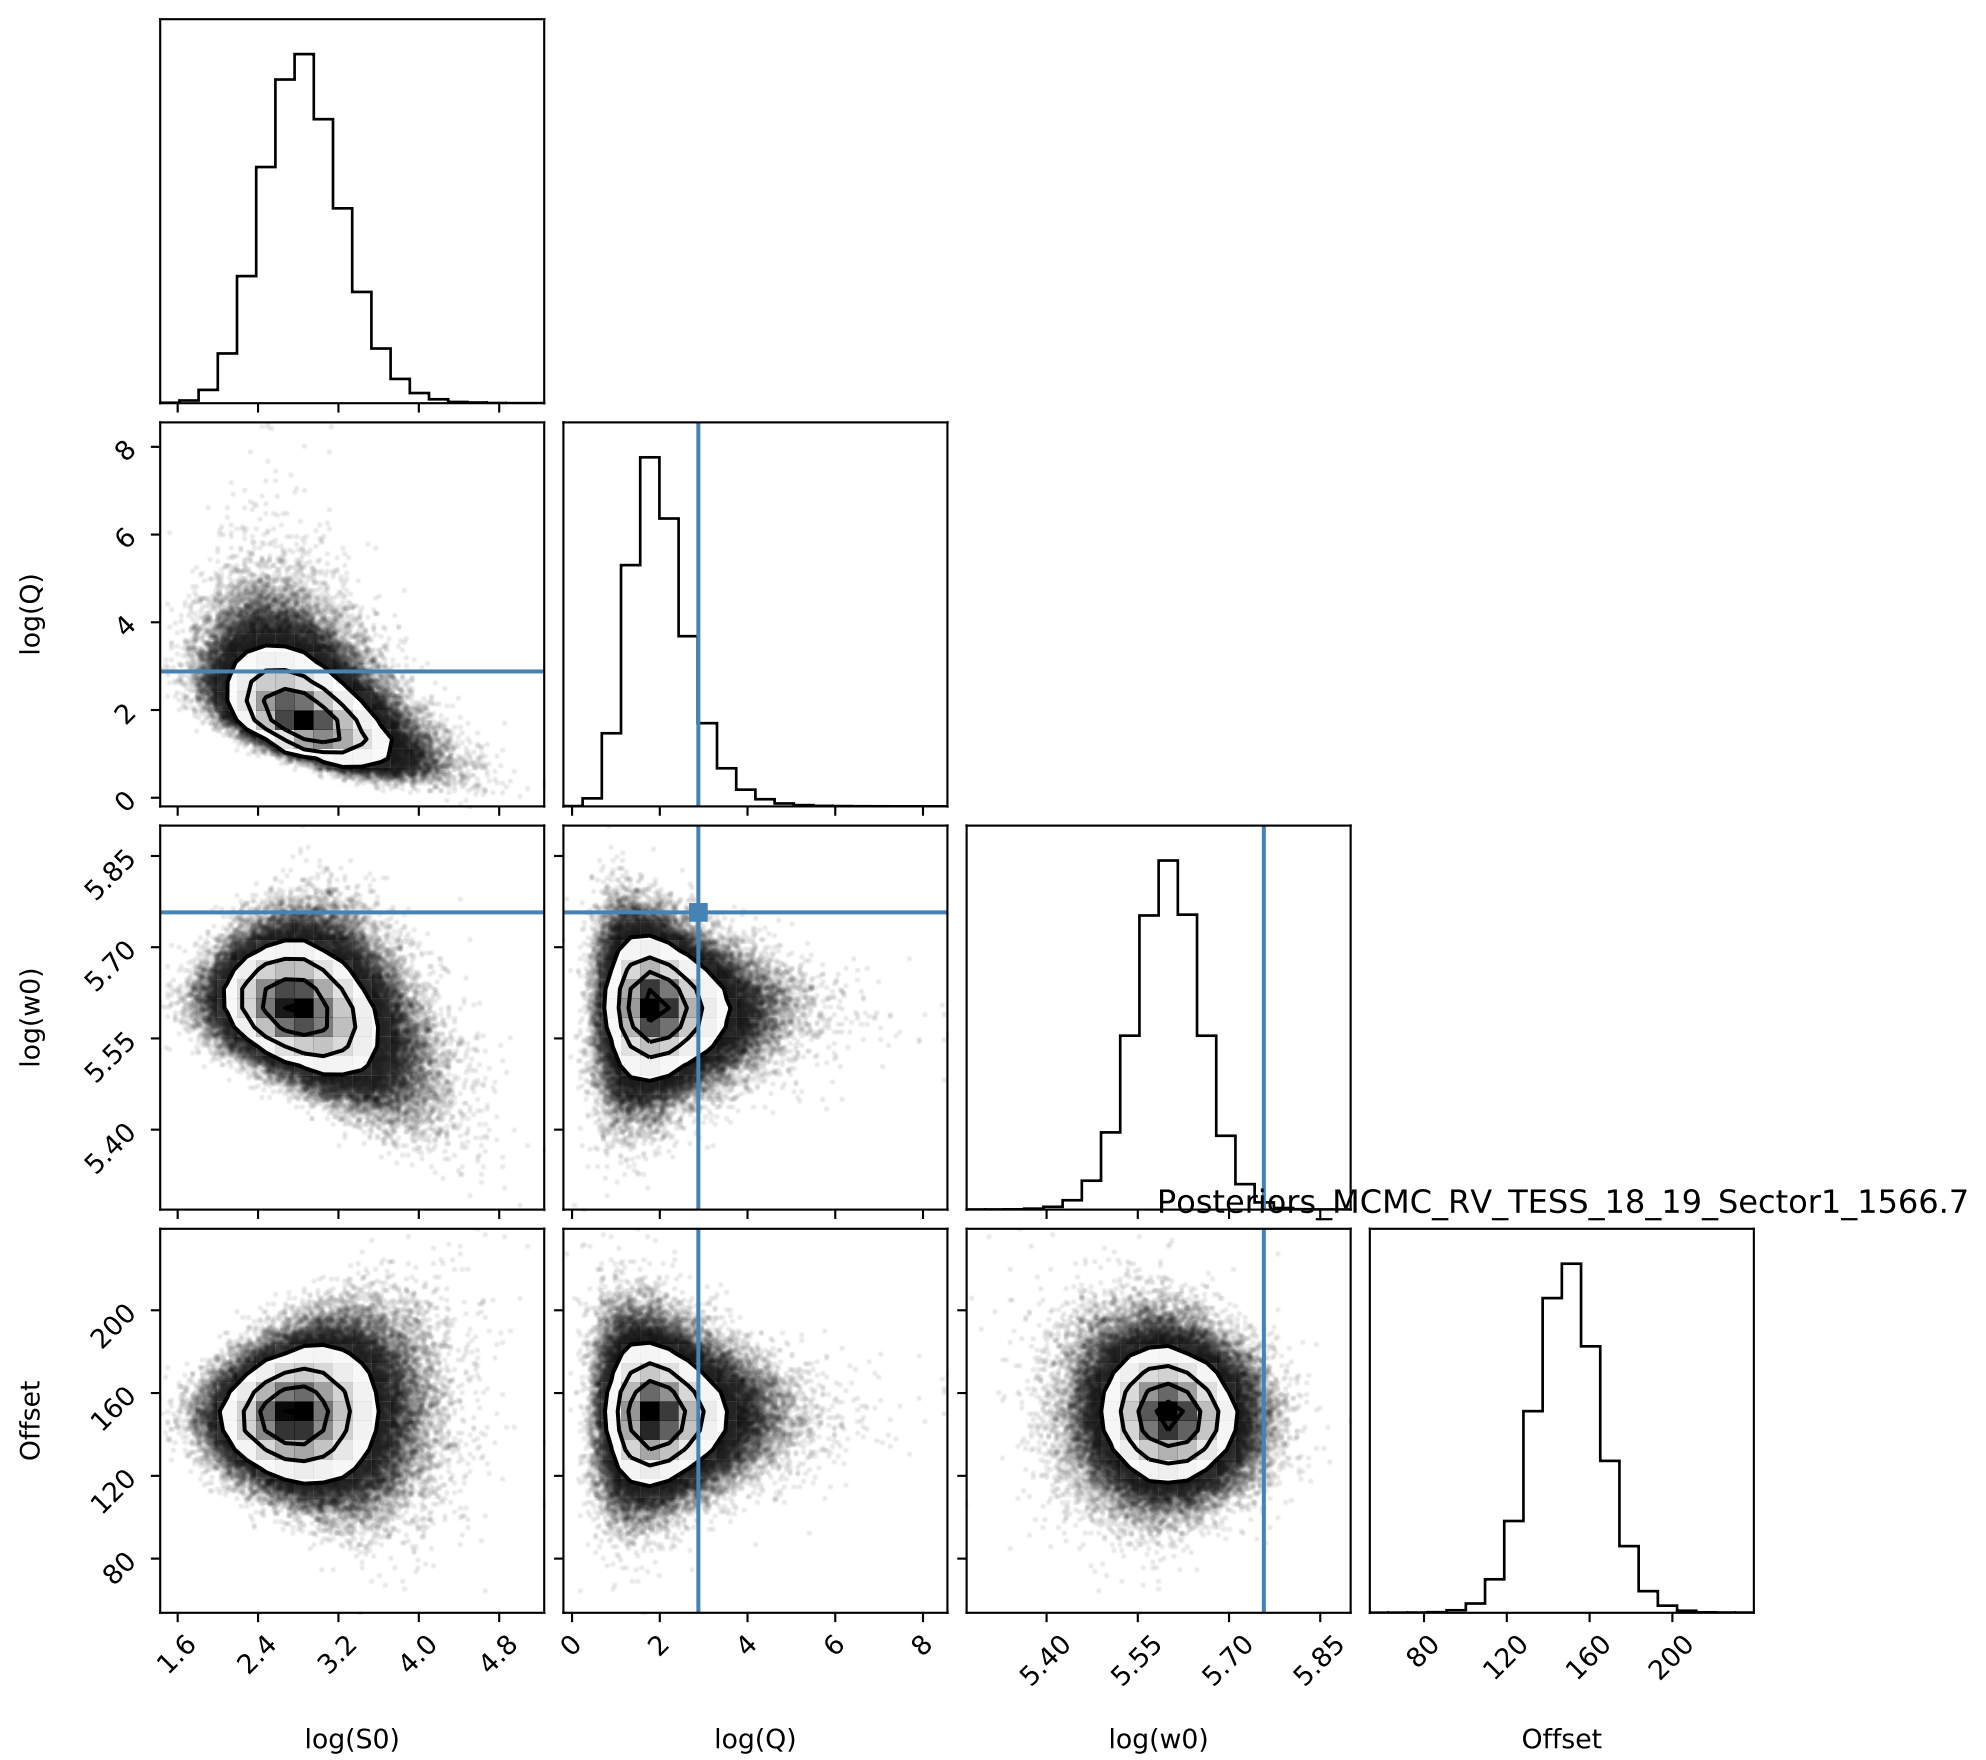 8
6
4
2
0
log(Q)
5.85
5.70
5.55
5.40
log(w0)
Posteriors_MCMC_RV_TESS_18_19_Sector1_1566.7
200
160
120
80
Offset
1.6 2.4 3.2 4.0 4.8 0 2 4 6 8 5.40 5.55 5.70 5.85 80 120 160 200
log(S0) log(Q) log(w0) Offset